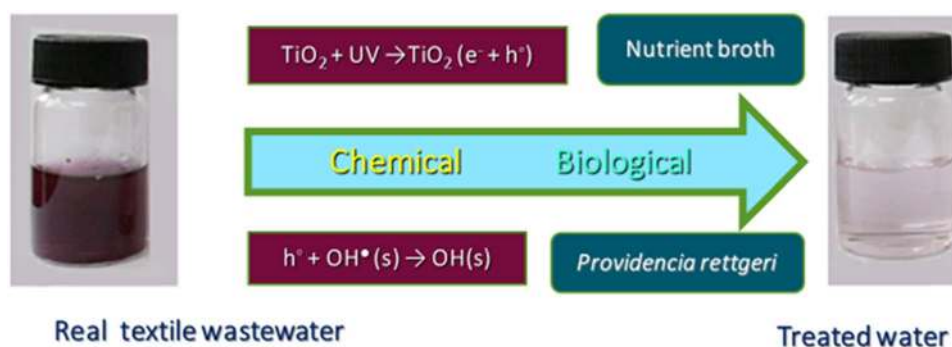 TiO₂ + UV →TiO₂ (e⁻ + h°)
Nutrient broth
Chemical Biological
h° + OH• (s) → OH(s)
Providencia rettgeri
Real textile wastewater
Treated water